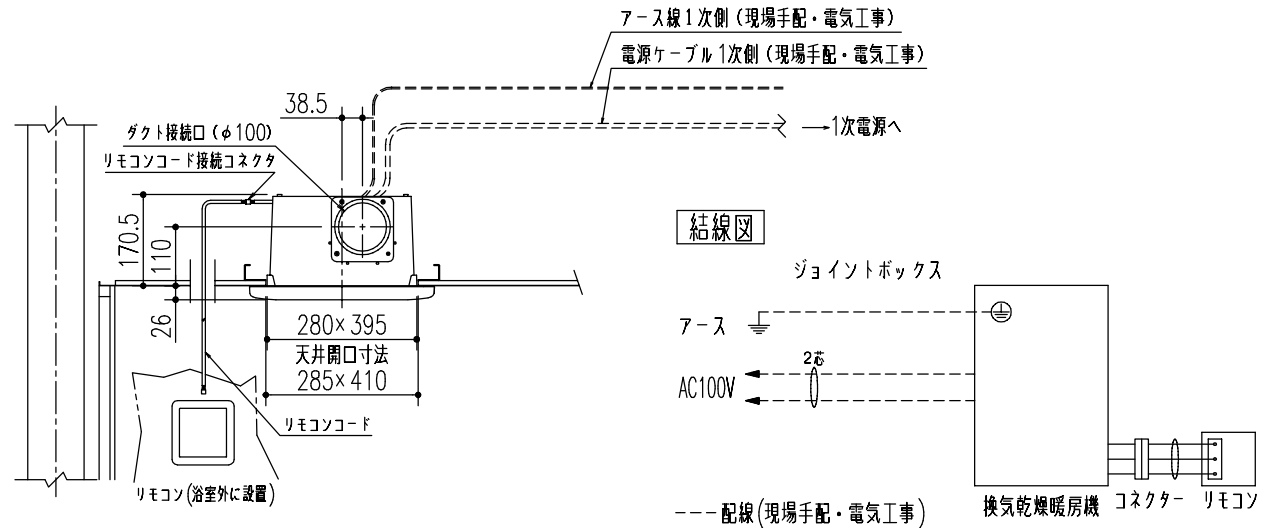 アース線1次側(現場手配・電気工事)
電源ケーブル1次側(現場手配・電気工事)
38.5
ダクト接続口(φ100)
リモコンコード接続コネクタ
→1次電源へ
170.5
110
26
280×395
天井開口寸法
285×410
リモコンコード
リモコン(浴室外に設置)
結線図
ジョイントボックス
アース
2芯
AC100V
換気乾燥暖房機
コネクター
リモコン
---配線(現場手配・電気工事)